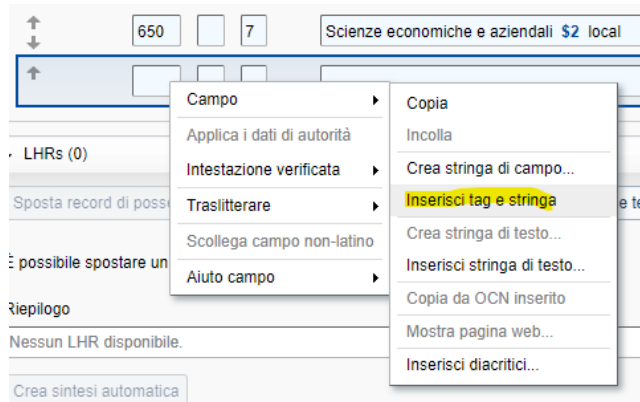 650 7 Scienze economiche e aziendali $2 local
Campo
Applica i dati di autorità
Intestazione verificata
Traslitterare
Scollega campo non-latino
Aiuto campo
Copia
Incolla
Crea stringa di campo...
Inserisci tag e stringa
Crea stringa di testo...
Inserisci stringa di testo...
Copia da OCN inserito
Mostra pagina web...
Inserisci diacritici...
LHRs (0)
Sposta record di
È possibile spostare un
Riepilogo
Nessun LHR disponibile.
Crea sintesi automatica